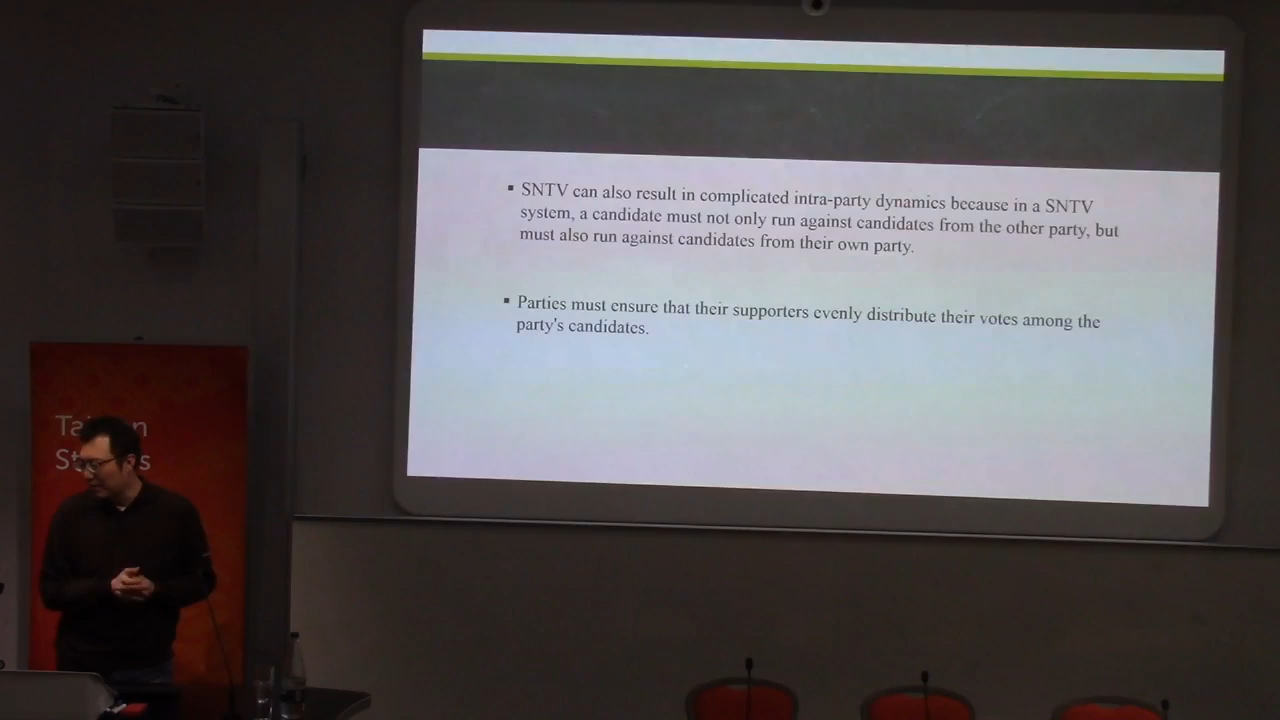 ▪ SNTV can also result in complicated intra-party dynamics because in a SNTV
system, a candidate must not only run against candidates from the other party, but
must also run against candidates from their own party.
▪ Parties must ensure that their supporters evenly distribute their votes among the
party's candidates.